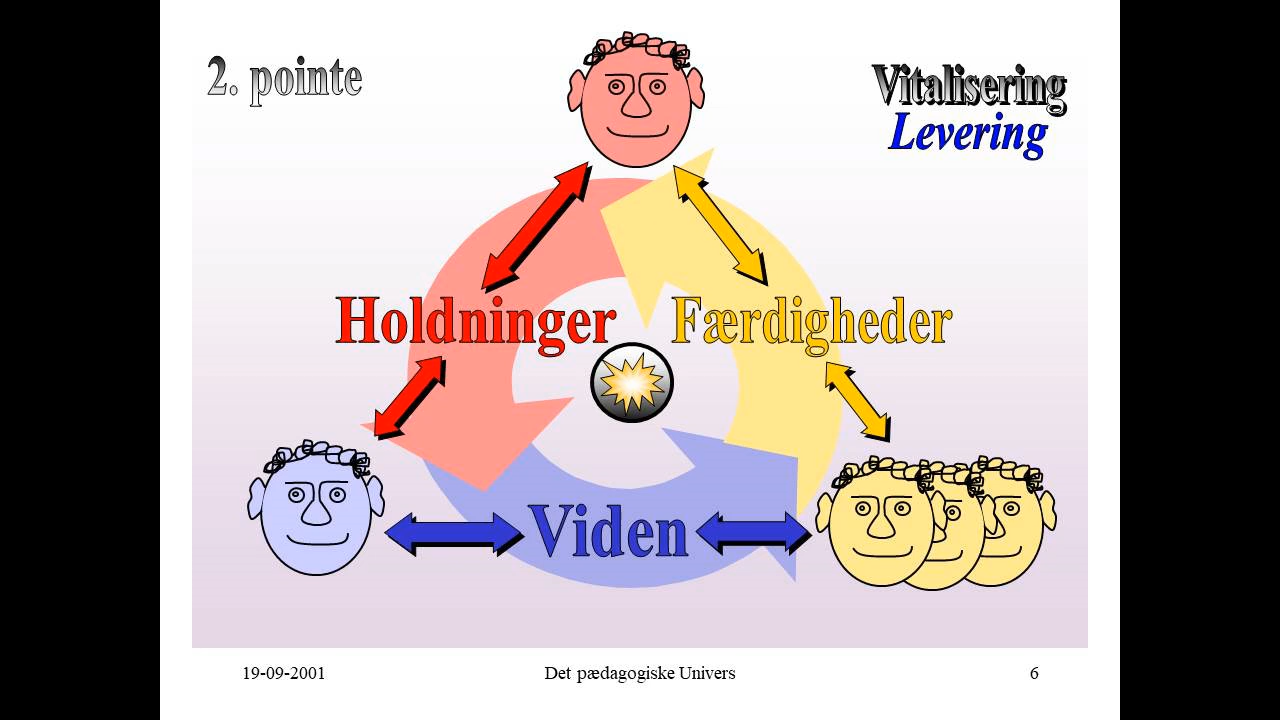 2. pointe
Vitalisering
Levering
Holdninger
Færdigheder
Viden
19-09-2001
Det pædagogiske Univers
6